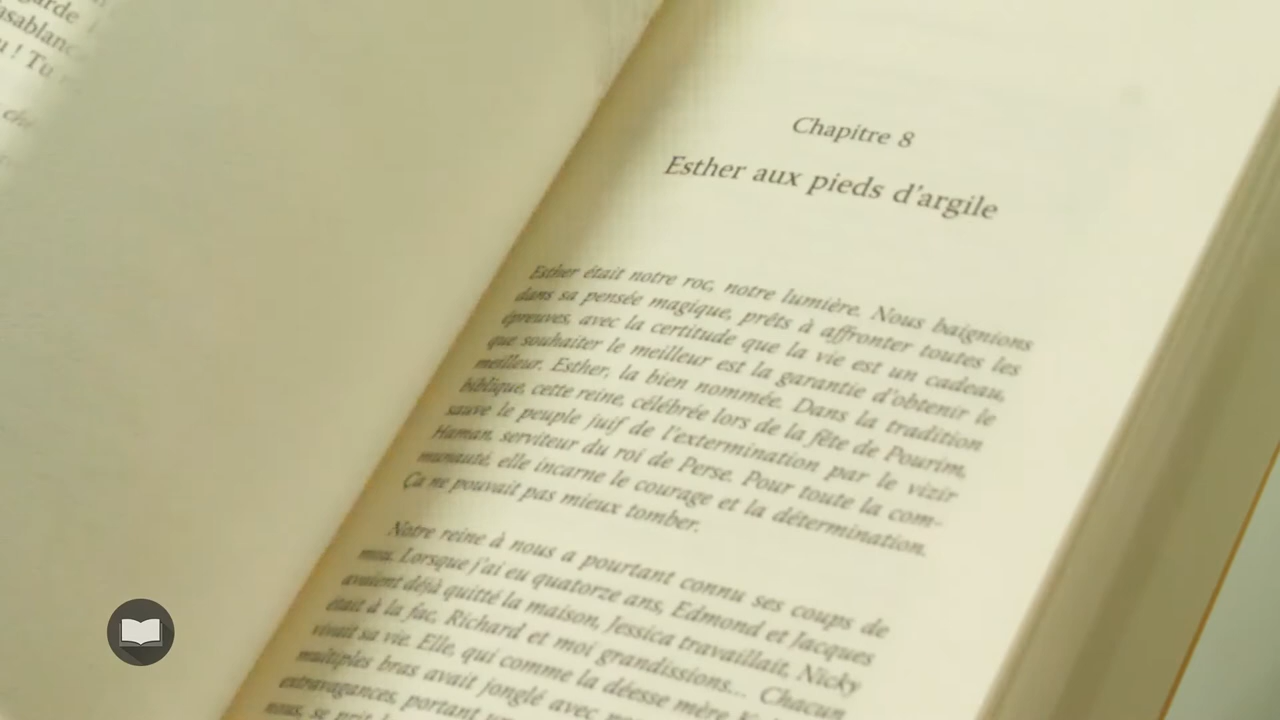 garde
asablanc
u ! Tu
Chapitre 8
Esther aux pieds d'argile
Esther était notre roc, notre lumière. Nous baignions
dans sa pensée magique, prêts à affronter toutes les
épreuves, avec la certitude que la vie est un cadeau,
que souhaiter le meilleur est la garantie d'obtenir le
meilleur. Esther, la bien nommée. Dans la tradition
biblique, cette reine, célébrée lors de la fête de Pourim,
sauve le peuple juif de l'extermination par le vizir
Haman, serviteur du roi de Perse. Pour toute la com-
munauté, elle incarne le courage et la détermination.
Ça ne pouvait pas mieux tomber.
Notre reine à nous a pourtant connu ses coups de
mou. Lorsque j'ai eu quatorze ans, Edmond et Jacques
avaient déjà quitté la maison, Jessica travaillait, Nicky
était à la fac, Richard et moi grandissions... Chacun
vivait sa vie. Elle, qui comme la déesse mère
multiples bras avait jonglé avec
extravagances, portant
nous, se prit